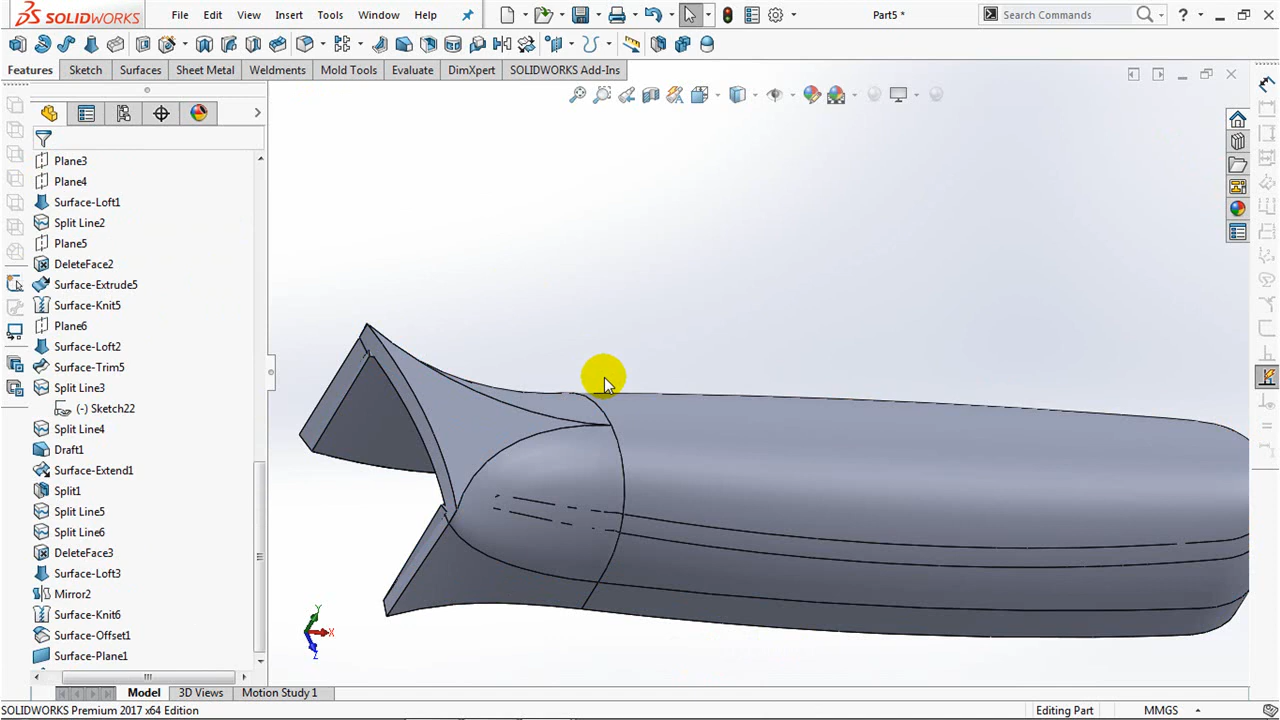 SOLIDWORKS File Edit View Insert Tools Window Help Part5 * Search Commands ?
Features Sketch Surfaces Sheet Metal Weldments Mold Tools Evaluate DimXpert SOLIDWORKS Add-Ins
Plane3
Plane4
Surface-Loft1
Split Line2
Plane5
DeleteFace2
Surface-Extrude5
Surface-Knit5
Plane6
Surface-Loft2
Surface-Trim5
Split Line3
(-) Sketch22
Split Line4
Draft1
Surface-Extend1
Split1
Split Line5
Split Line6
DeleteFace3
Surface-Loft3
Mirror2
Surface-Knit6
Surface-Offset1
Surface-Plane1
Y
X
Z
Model 3D Views Motion Study 1
SOLIDWORKS Premium 2017 x64 Edition Editing Part MMGS